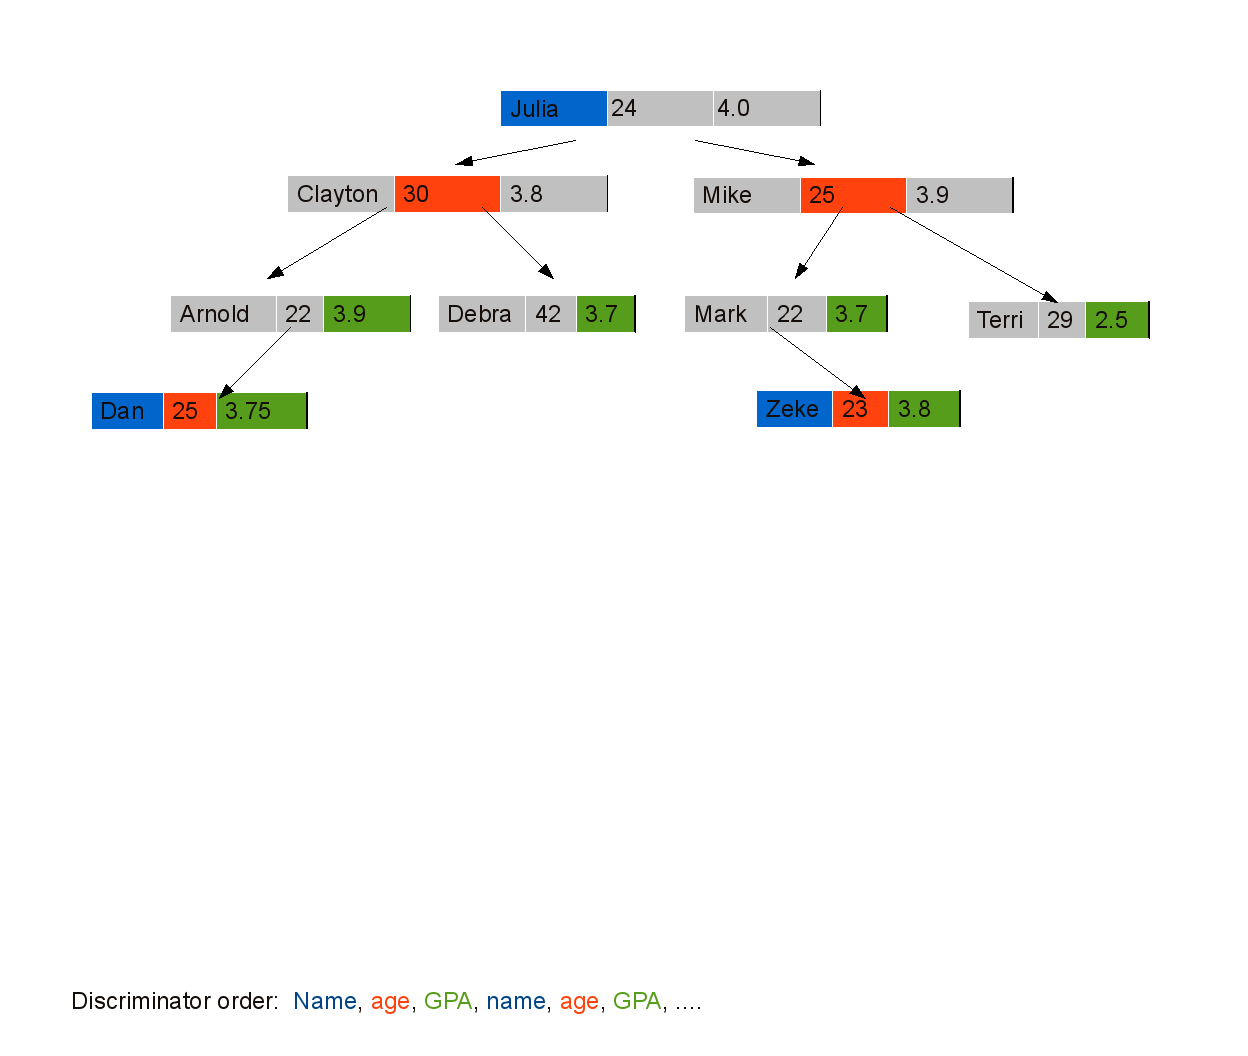 Julia 24 4.0
Clayton 30 3.8
Mike 25 3.9
Arnold 22 3.9
Debra 42 3.7
Mark 22 3.7
Terri 29 2.5
Dan 25 3.75
Zeke 23 3.8
Discriminator order: Name, age, GPA, name, age, GPA, ....